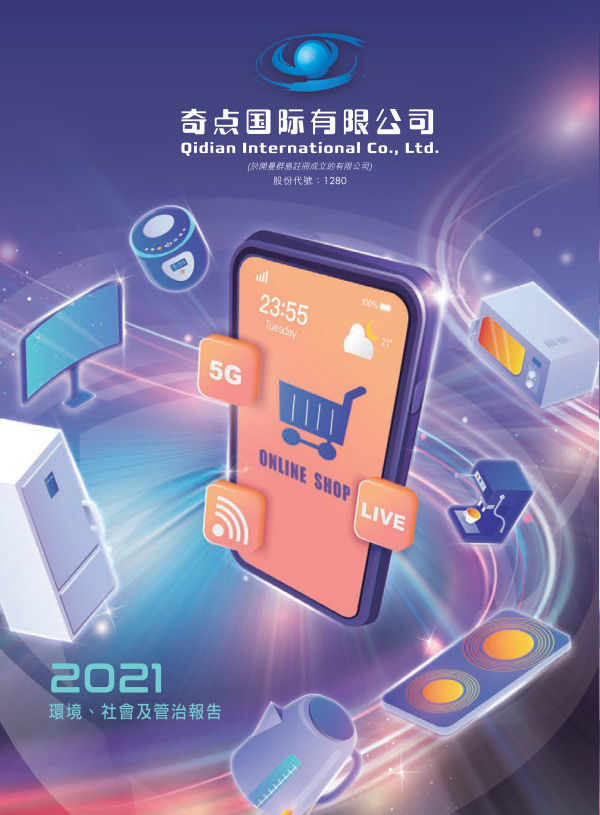 奇点国际有限公司
Qidian International Co., Ltd.
(於開曼群島註冊成立的有限公司)
股份代號：1280
100%
23:55
Tuesday
21°
5G
ONLINE SHOP
LIVE
2021
環境、社會及管治報告